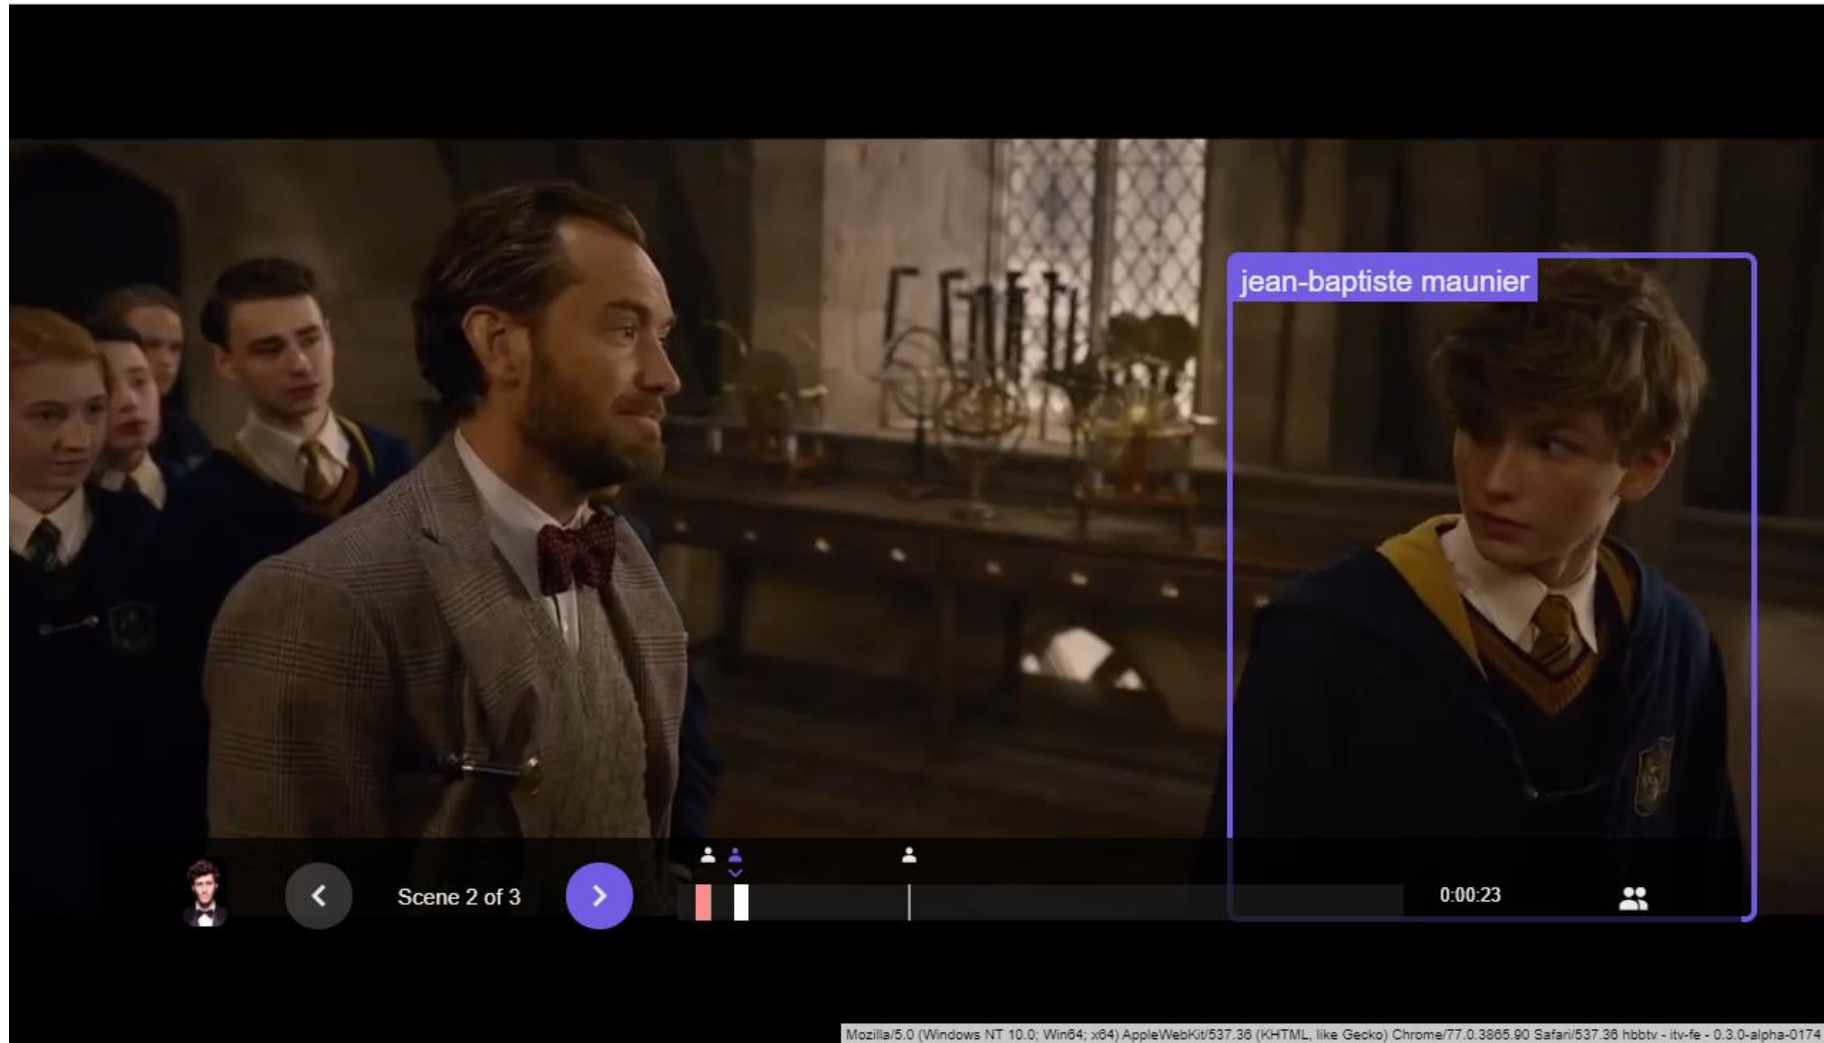 jean-baptiste maunier
Scene 2 of 3
0:00:23
Mozilla/5.0 (Windows NT 10.0; Win64; x64) AppleWebKit/537.36 (KHTML, like Gecko) Chrome/77.0.3865.90 Safari/537.36 hbbtv - itv-fe - 0.3.0-alpha-0174